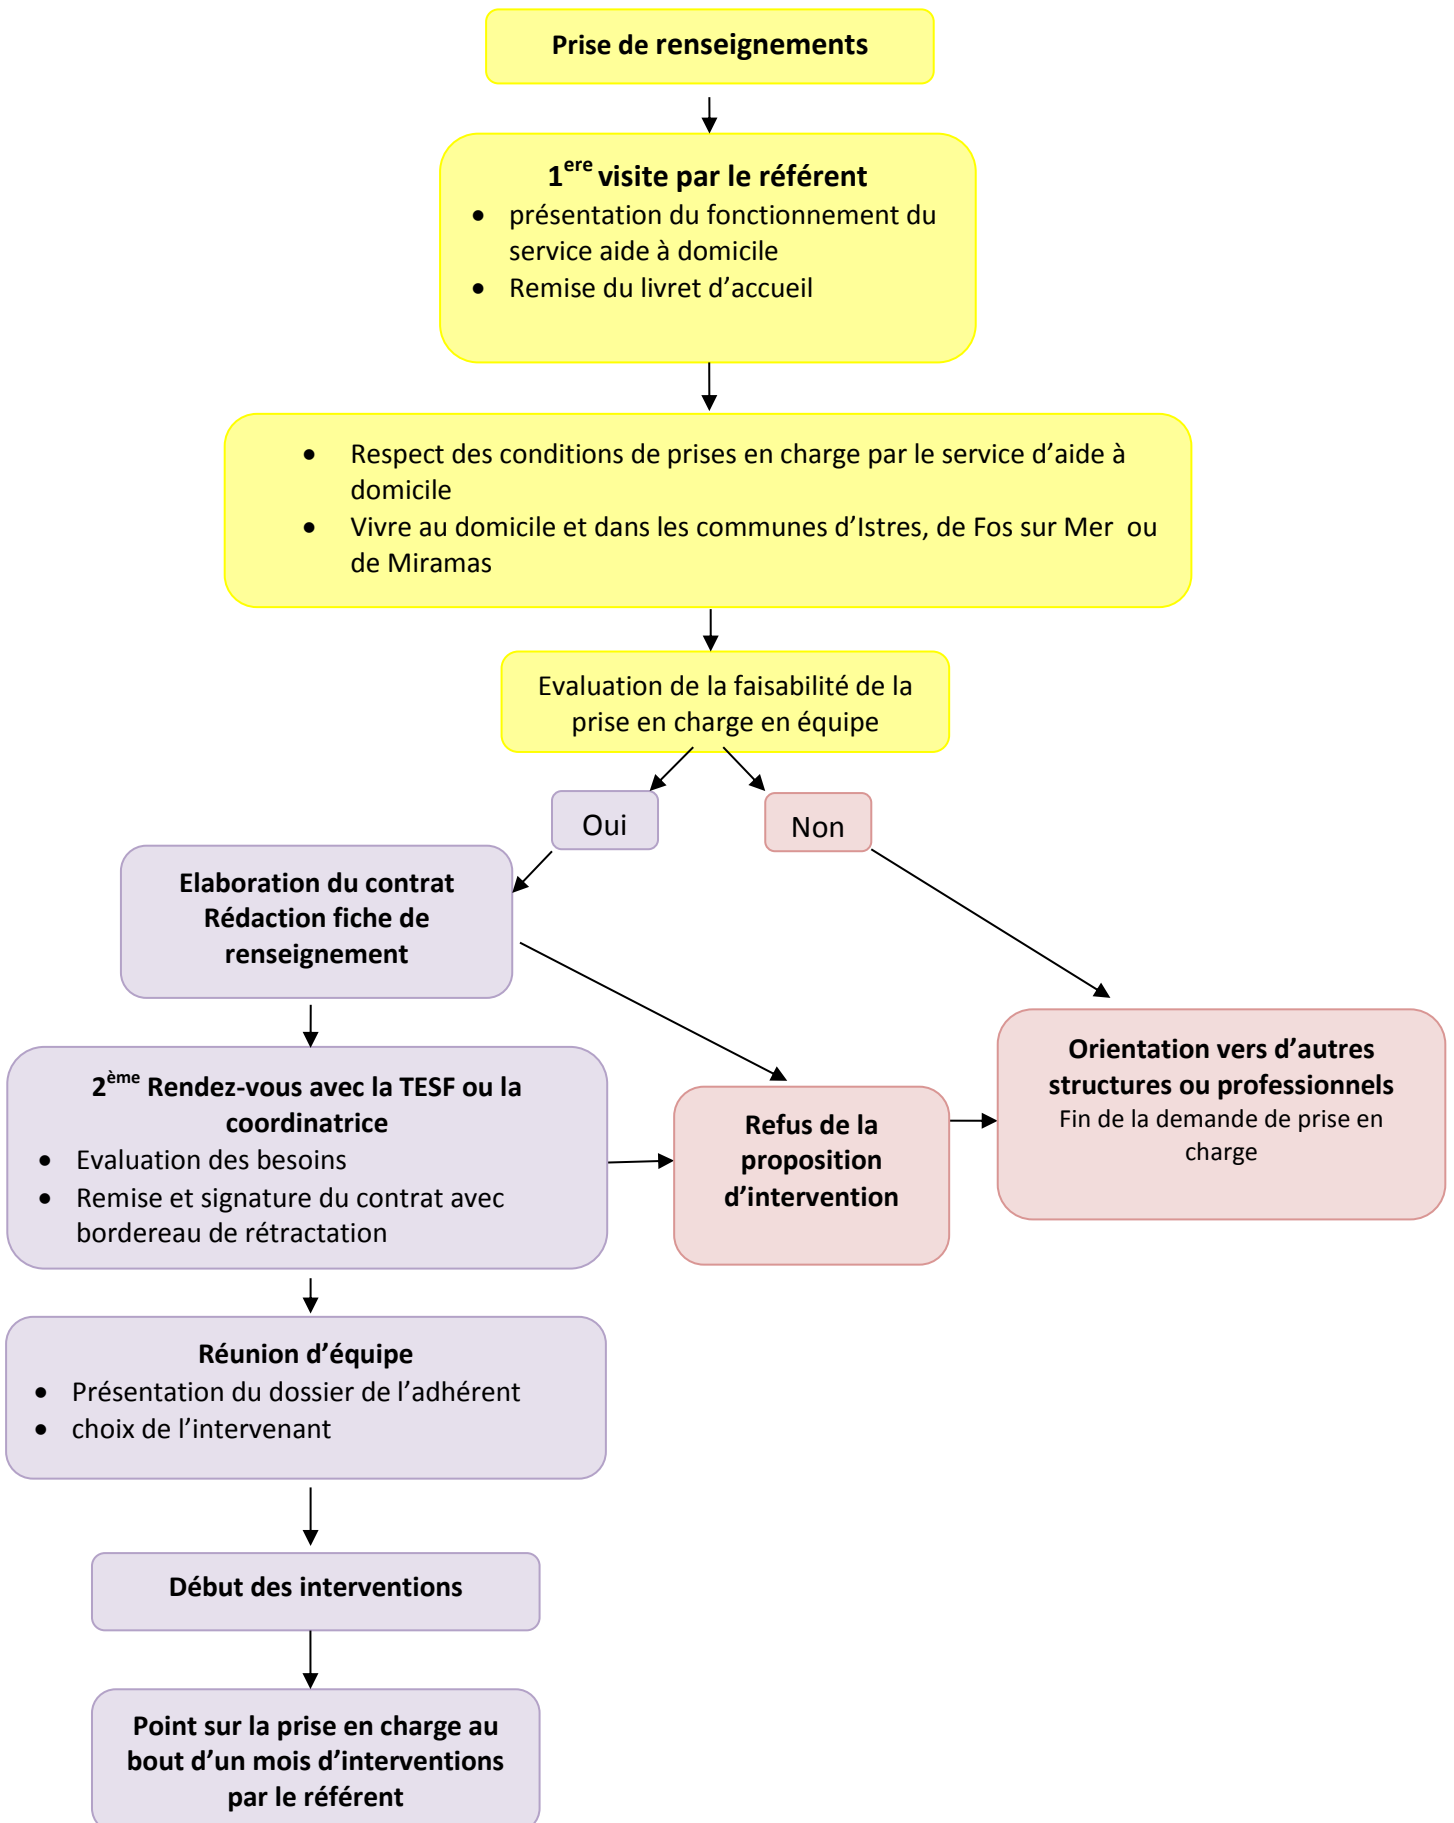 Prise de renseignements
1ere visite par le référent
• présentation du fonctionnement du
service aide à domicile
• Remise du livret d’accueil
• Respect des conditions de prises en charge par le service d’aide à
domicile
• Vivre au domicile et dans les communes d’Istres, de Fos sur Mer ou
de Miramas
Evaluation de la faisabilité de la
prise en charge en équipe
Oui
Non
Elaboration du contrat
Rédaction fiche de
renseignement
2ème Rendez-vous avec la TESF ou la
coordinatrice
• Evaluation des besoins
• Remise et signature du contrat avec
bordereau de rétractation
Refus de la
proposition
d’intervention
Orientation vers d’autres
structures ou professionnels
Fin de la demande de prise en
charge
Réunion d’équipe
• Présentation du dossier de l’adhérent
• choix de l’intervenant
Début des interventions
Point sur la prise en charge au
bout d’un mois d’interventions
par le référent